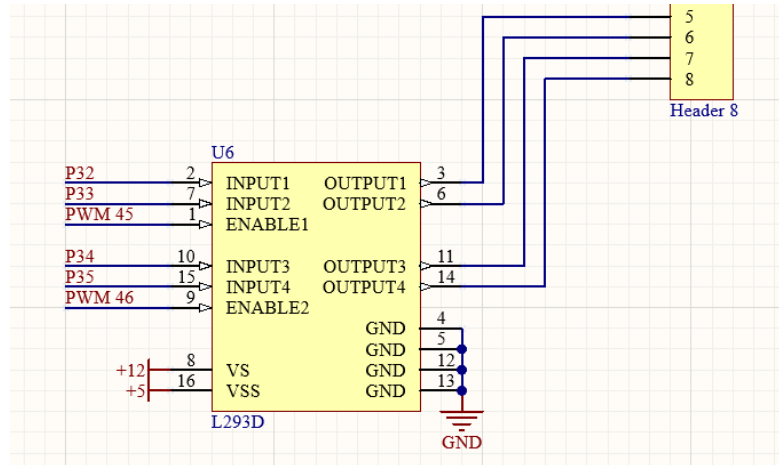 5
6
7
8
Header 8
U6
P32 2 INPUT1 OUTPUT1 3
P33 7 INPUT2 OUTPUT2 6
PWM 45 1 ENABLE1
P34 10 INPUT3 OUTPUT3 11
P35 15 INPUT4 OUTPUT4 14
PWM 46 9 ENABLE2
GND 4
GND 5
+12 8 VS GND 12
+5 16 VSS GND 13
L293D
GND